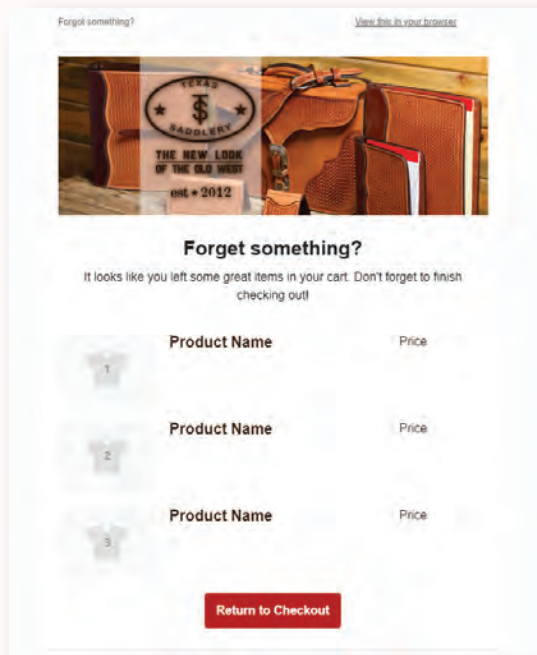 Forgot something?
View this in your browser
TEXAS
TS
SADDLERY
THE NEW LOOK
OF THE OLD WEST
est ★ 2012
Forget something?
It looks like you left some great items in your cart. Don't forget to finish
checking out!
Product Name
Price
1
Product Name
Price
2
Product Name
Price
3
Return to Checkout